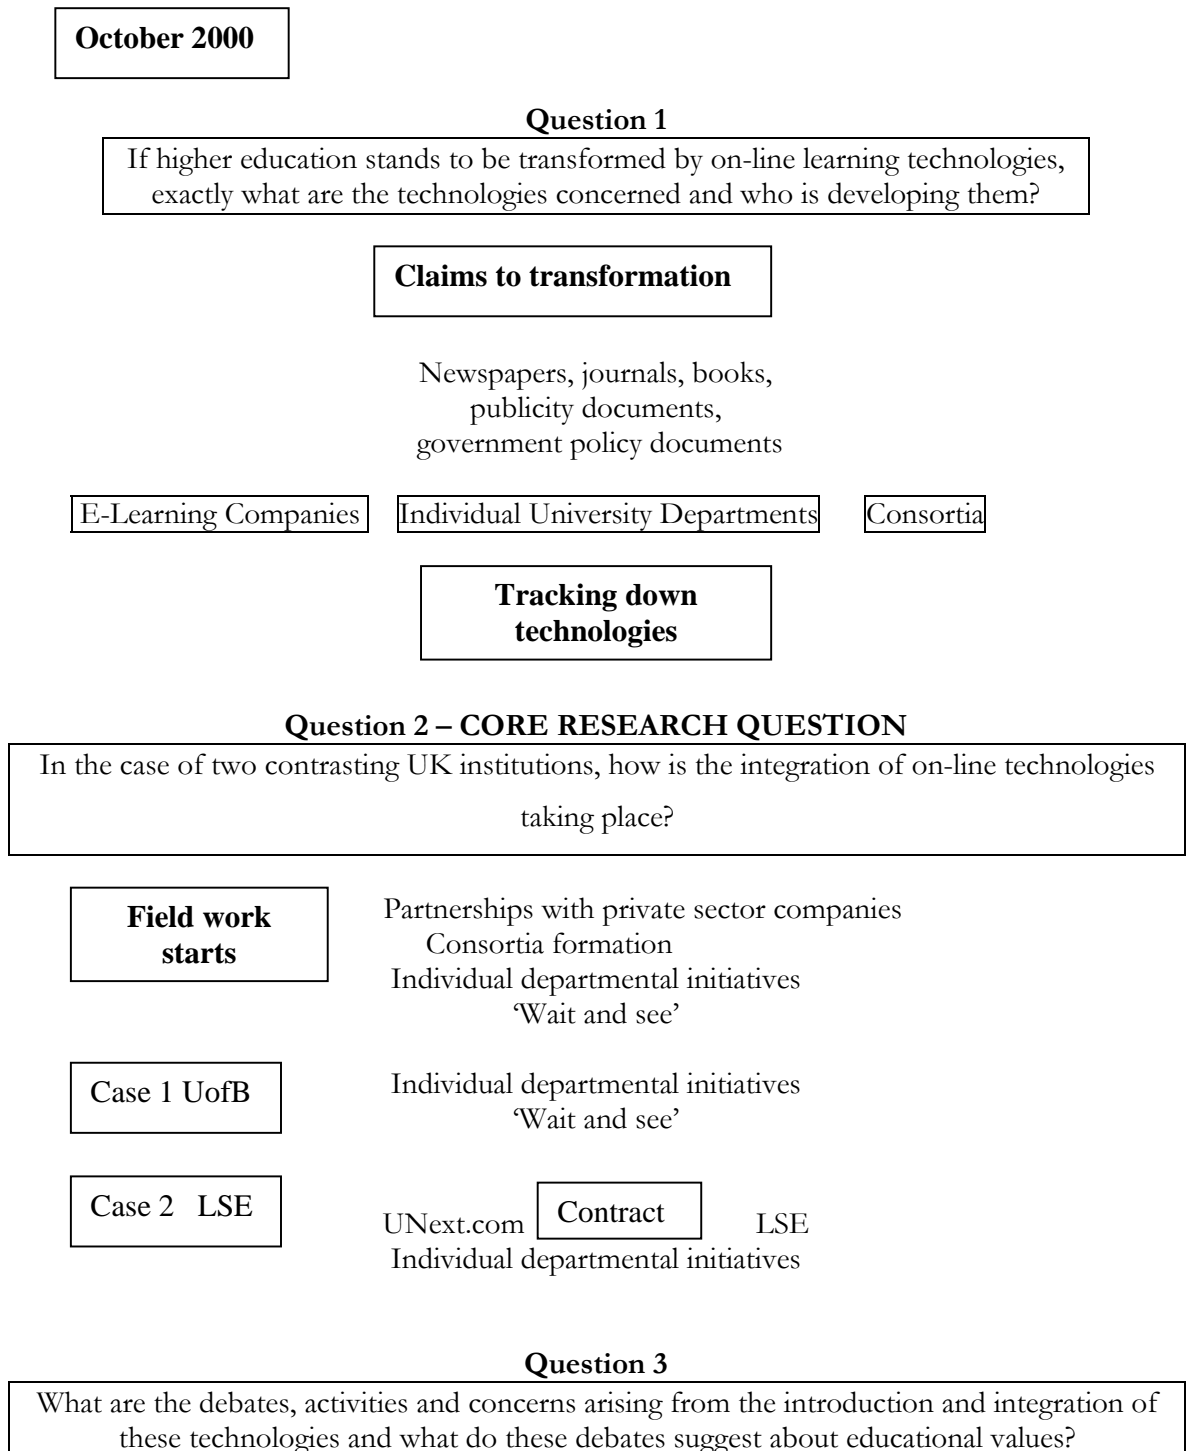 October 2000
Question 1
If higher education stands to be transformed by on-line learning technologies,
exactly what are the technologies concerned and who is developing them?
Claims to transformation
Newspapers, journals, books,
publicity documents,
government policy documents
E-Learning Companies Individual University Departments Consortia
Tracking down
technologies
Question 2 – CORE RESEARCH QUESTION
In the case of two contrasting UK institutions, how is the integration of on-line technologies
taking place?
Field work
starts
Partnerships with private sector companies
Consortia formation
Individual departmental initiatives
‘Wait and see’
Case 1 UofB
Individual departmental initiatives
‘Wait and see’
Case 2 LSE
UNext.com Contract LSE
Individual departmental initiatives
Question 3
What are the debates, activities and concerns arising from the introduction and integration of
these technologies and what do these debates suggest about educational values?